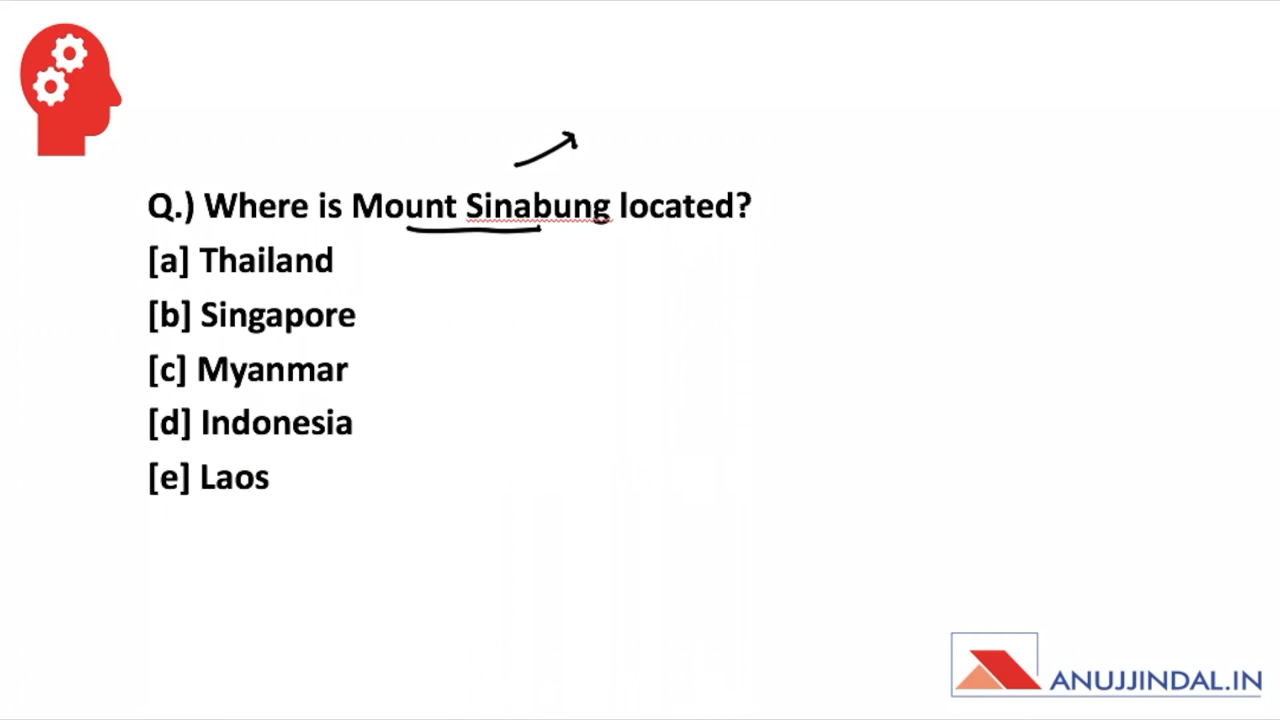 Q.) Where is Mount Sinabung located?
[a] Thailand
[b] Singapore
[c] Myanmar
[d] Indonesia
[e] Laos
ANUJJINDAL.IN